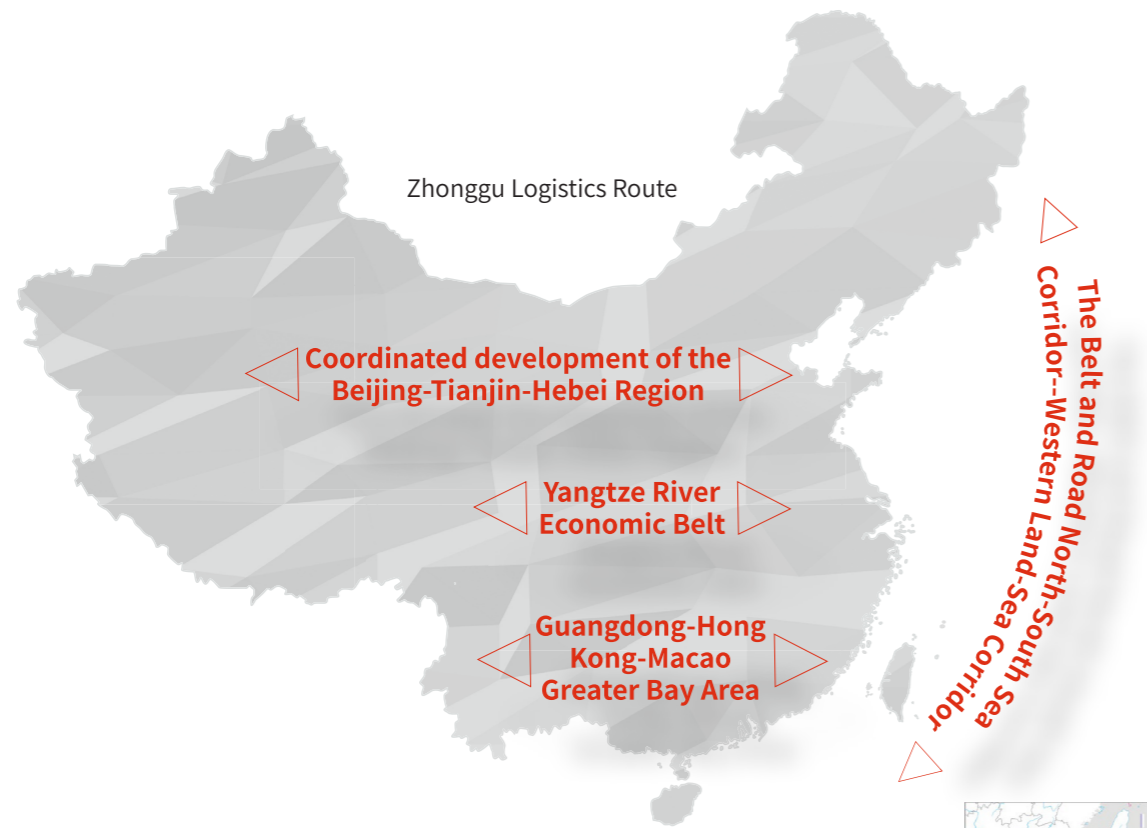 Zhonggu Logistics Route
Coordinated development of the
Beijing-Tianjin-Hebei Region
Yangtze River
Economic Belt
Guangdong-Hong
Kong-Macao
Greater Bay Area
The Belt and Road North-South Sea
Corridor--Western Land-Sea Corridor